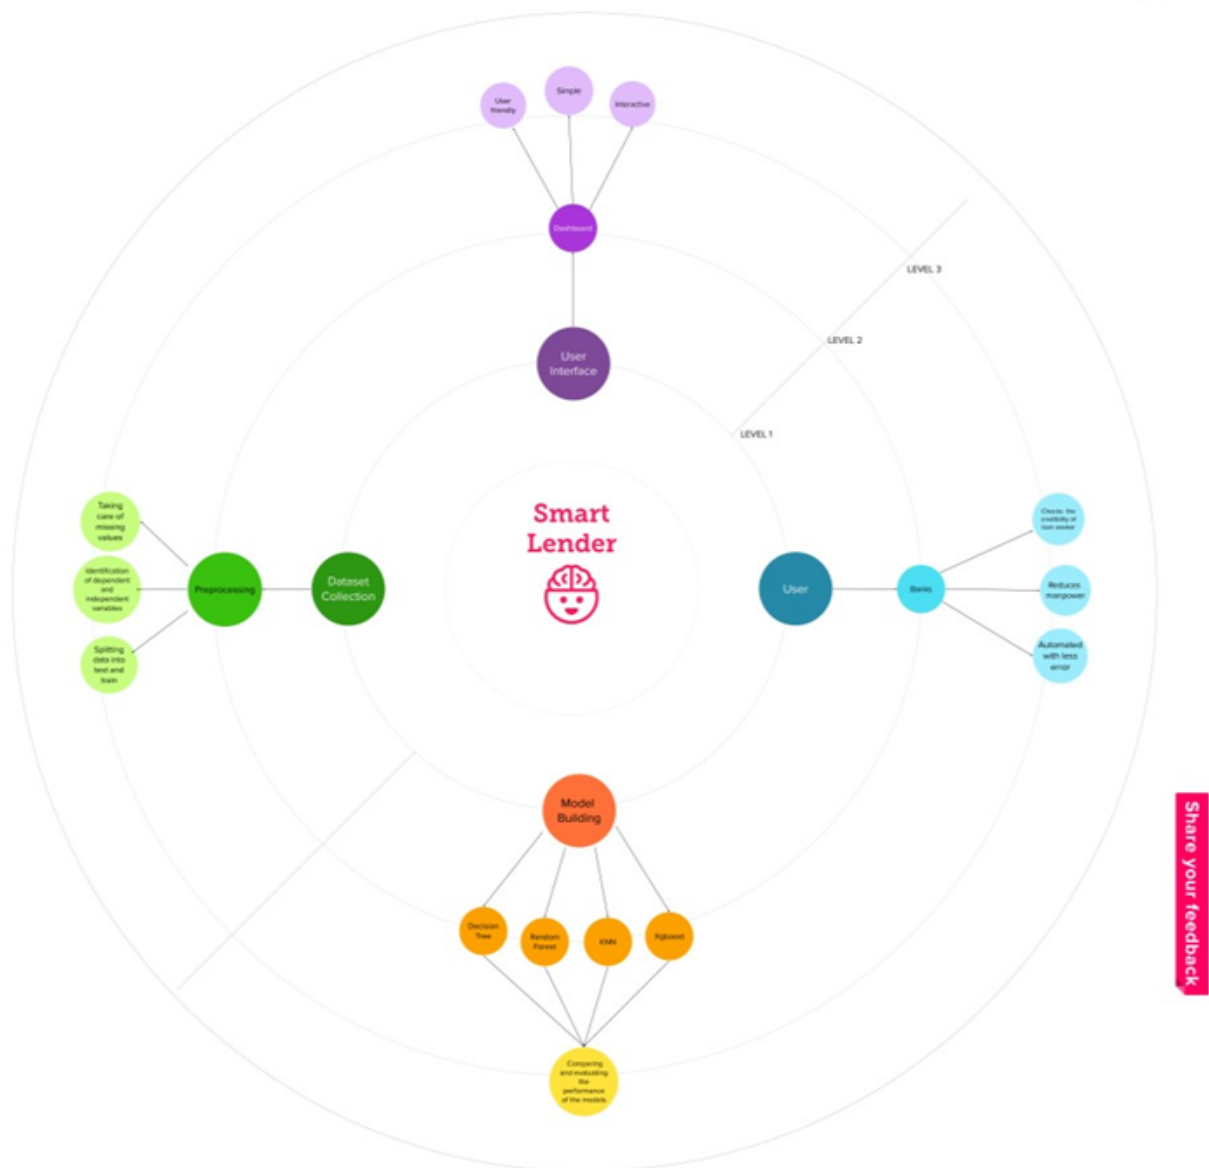 User
friendly
Simple
Interactive
Dashboard
User
Interface
LEVEL 3
LEVEL 2
LEVEL 1
Smart
Lender
Taking
care of
missing
values
Identification
of dependent
and
independent
variables
Splitting
data into
test and
train
Preprocessing
Dataset
Collection
User
Banks
Checks the
credibility of
loan seeker
Reduces
manpower
Automated
with less
error
Model
Building
Decision
Tree
Random
Forest
KNN
Xgboost
Comparing
and evaluating
the
performance
of the models
Share your feedback